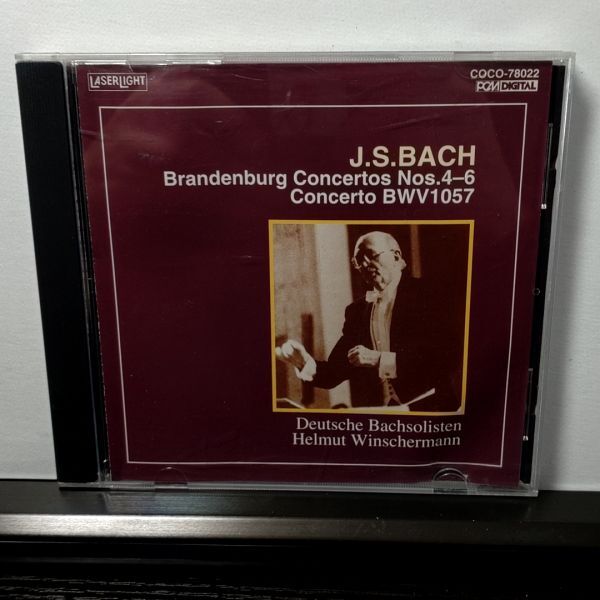 LASERLIGHT
COCO-78022
PCM DIGITAL
J.S.BACH
Brandenburg Concertos Nos.4–6
Concerto BWV1057
Deutsche Bachsolisten
Helmut Winschermann